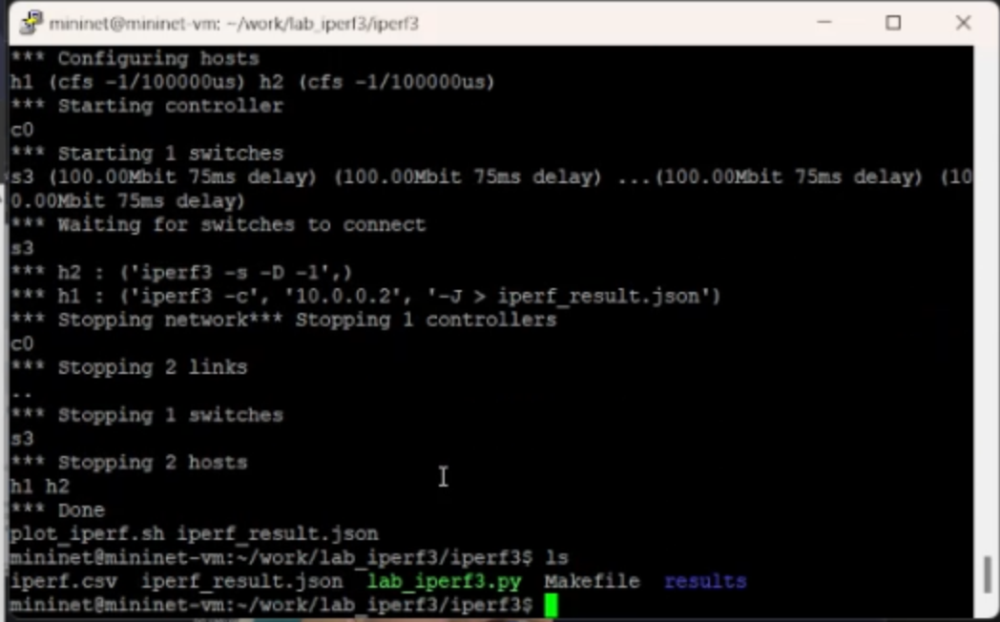 mininet@mininet-vm: ~/work/lab_iperf3/iperf3
*** Configuring hosts
h1 (cfs -1/100000us) h2 (cfs -1/100000us)
*** Starting controller
c0
*** Starting 1 switches
s3 (100.00Mbit 75ms delay) (100.00Mbit 75ms delay) ...(100.00Mbit 75ms delay) (10
0.00Mbit 75ms delay)
*** Waiting for switches to connect
s3
*** h2 : ('iperf3 -s -D -1',)
*** h1 : ('iperf3 -c', '10.0.0.2', '-J > iperf_result.json')
*** Stopping network*** Stopping 1 controllers
c0
*** Stopping 2 links
..
*** Stopping 1 switches
s3
*** Stopping 2 hosts
h1 h2
*** Done
plot_iperf.sh iperf_result.json
mininet@mininet-vm:~/work/lab_iperf3/iperf3$ ls
iperf.csv iperf_result.json lab_iperf3.py Makefile results
mininet@mininet-vm:~/work/lab_iperf3/iperf3$